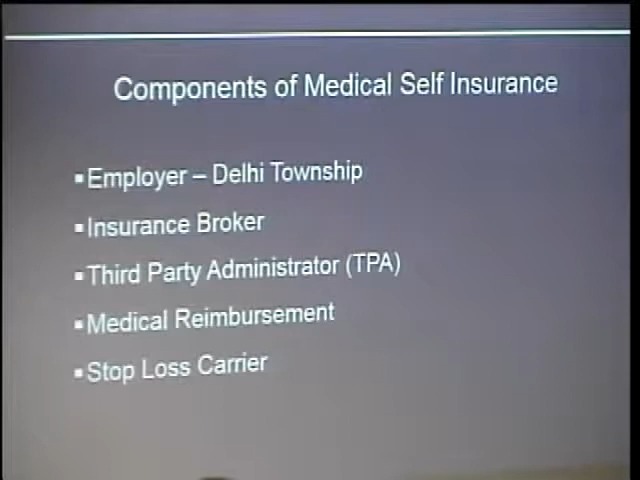 Components of Medical Self Insurance
▪Employer – Delhi Township
▪Insurance Broker
▪Third Party Administrator (TPA)
▪Medical Reimbursement
▪Stop Loss Carrier